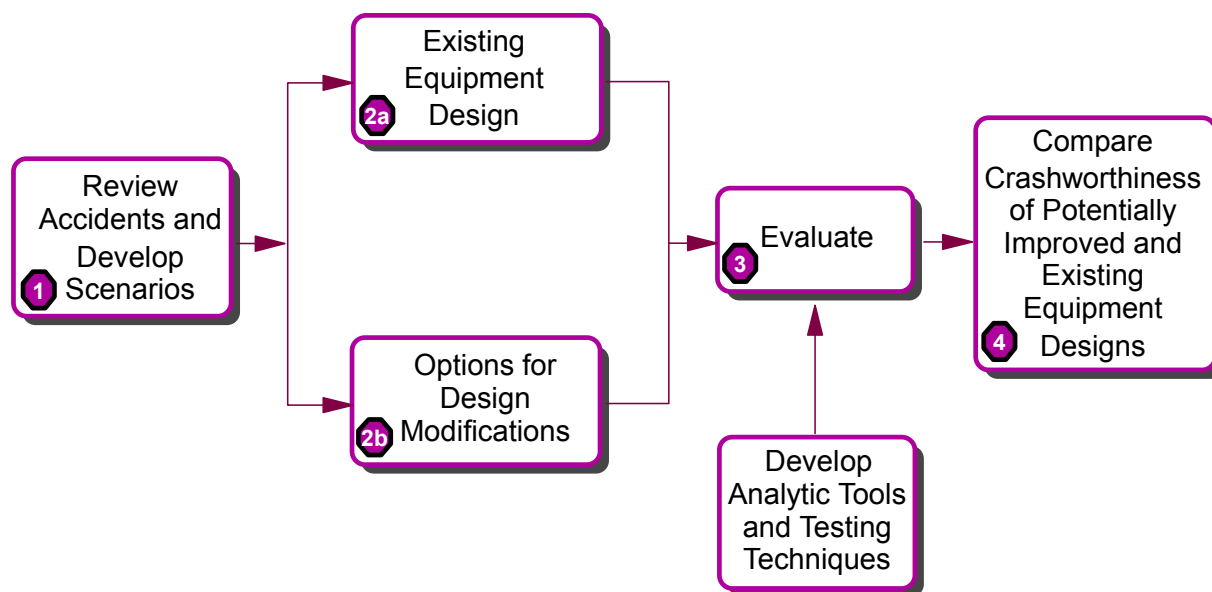 Review
Accidents and
Develop
Scenarios
1
Existing
Equipment
Design
2a
Options for
Design
Modifications
2b
Evaluate
3
Develop
Analytic Tools
and Testing
Techniques
Compare
Crashworthiness
of Potentially
Improved and
Existing
Equipment
Designs
4